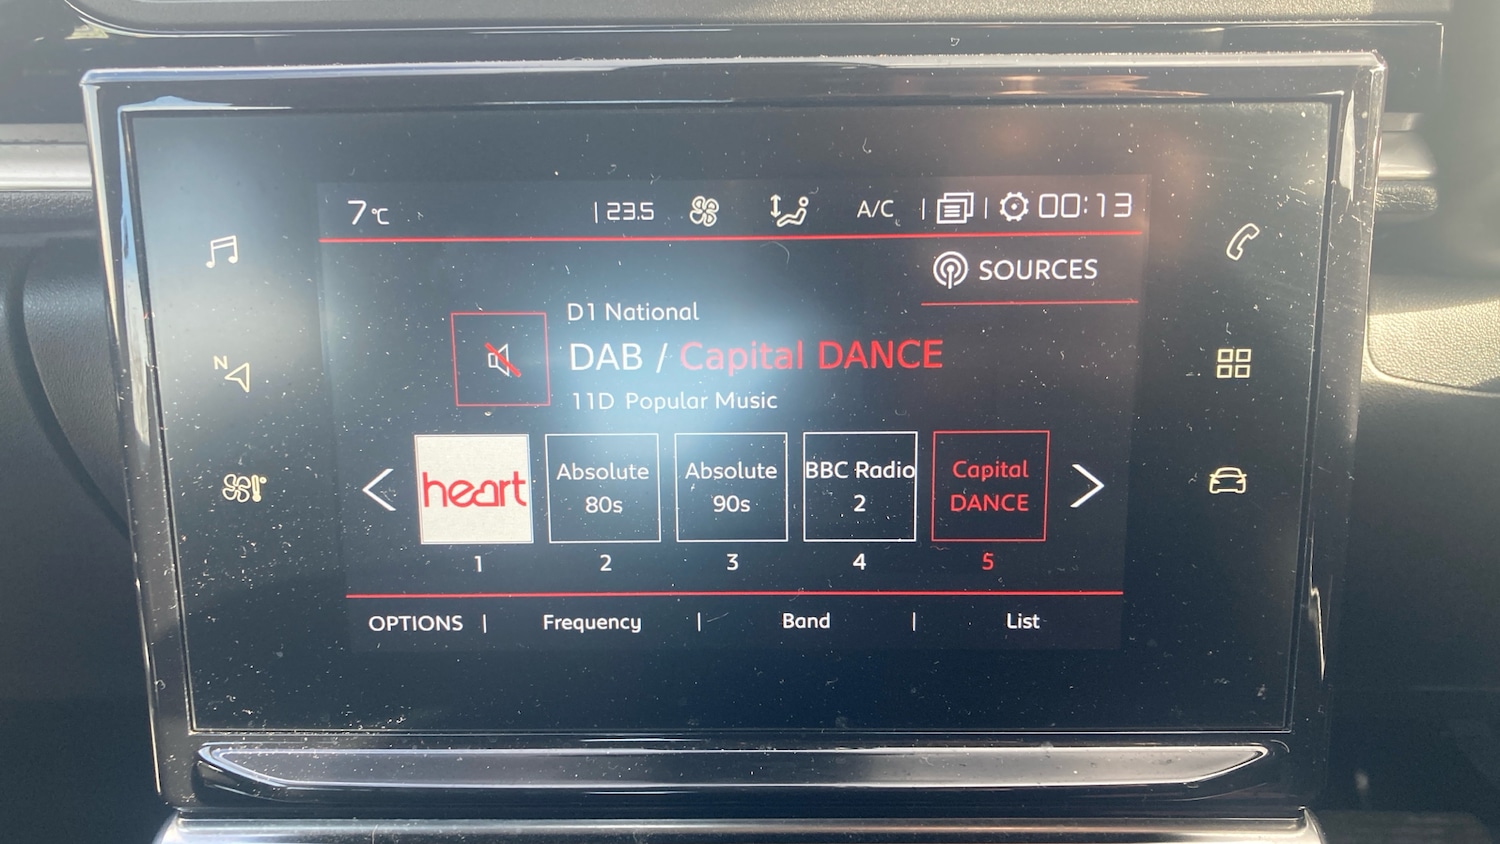 7°C | 23.5 A/C | | 00:13
SOURCES
D1 National
DAB / Capital DANCE
11D Popular Music
heart
Absolute
80s
Absolute
90s
BBC Radio
2
Capital
DANCE
1 2 3 4 5
OPTIONS | Frequency | Band | List
N